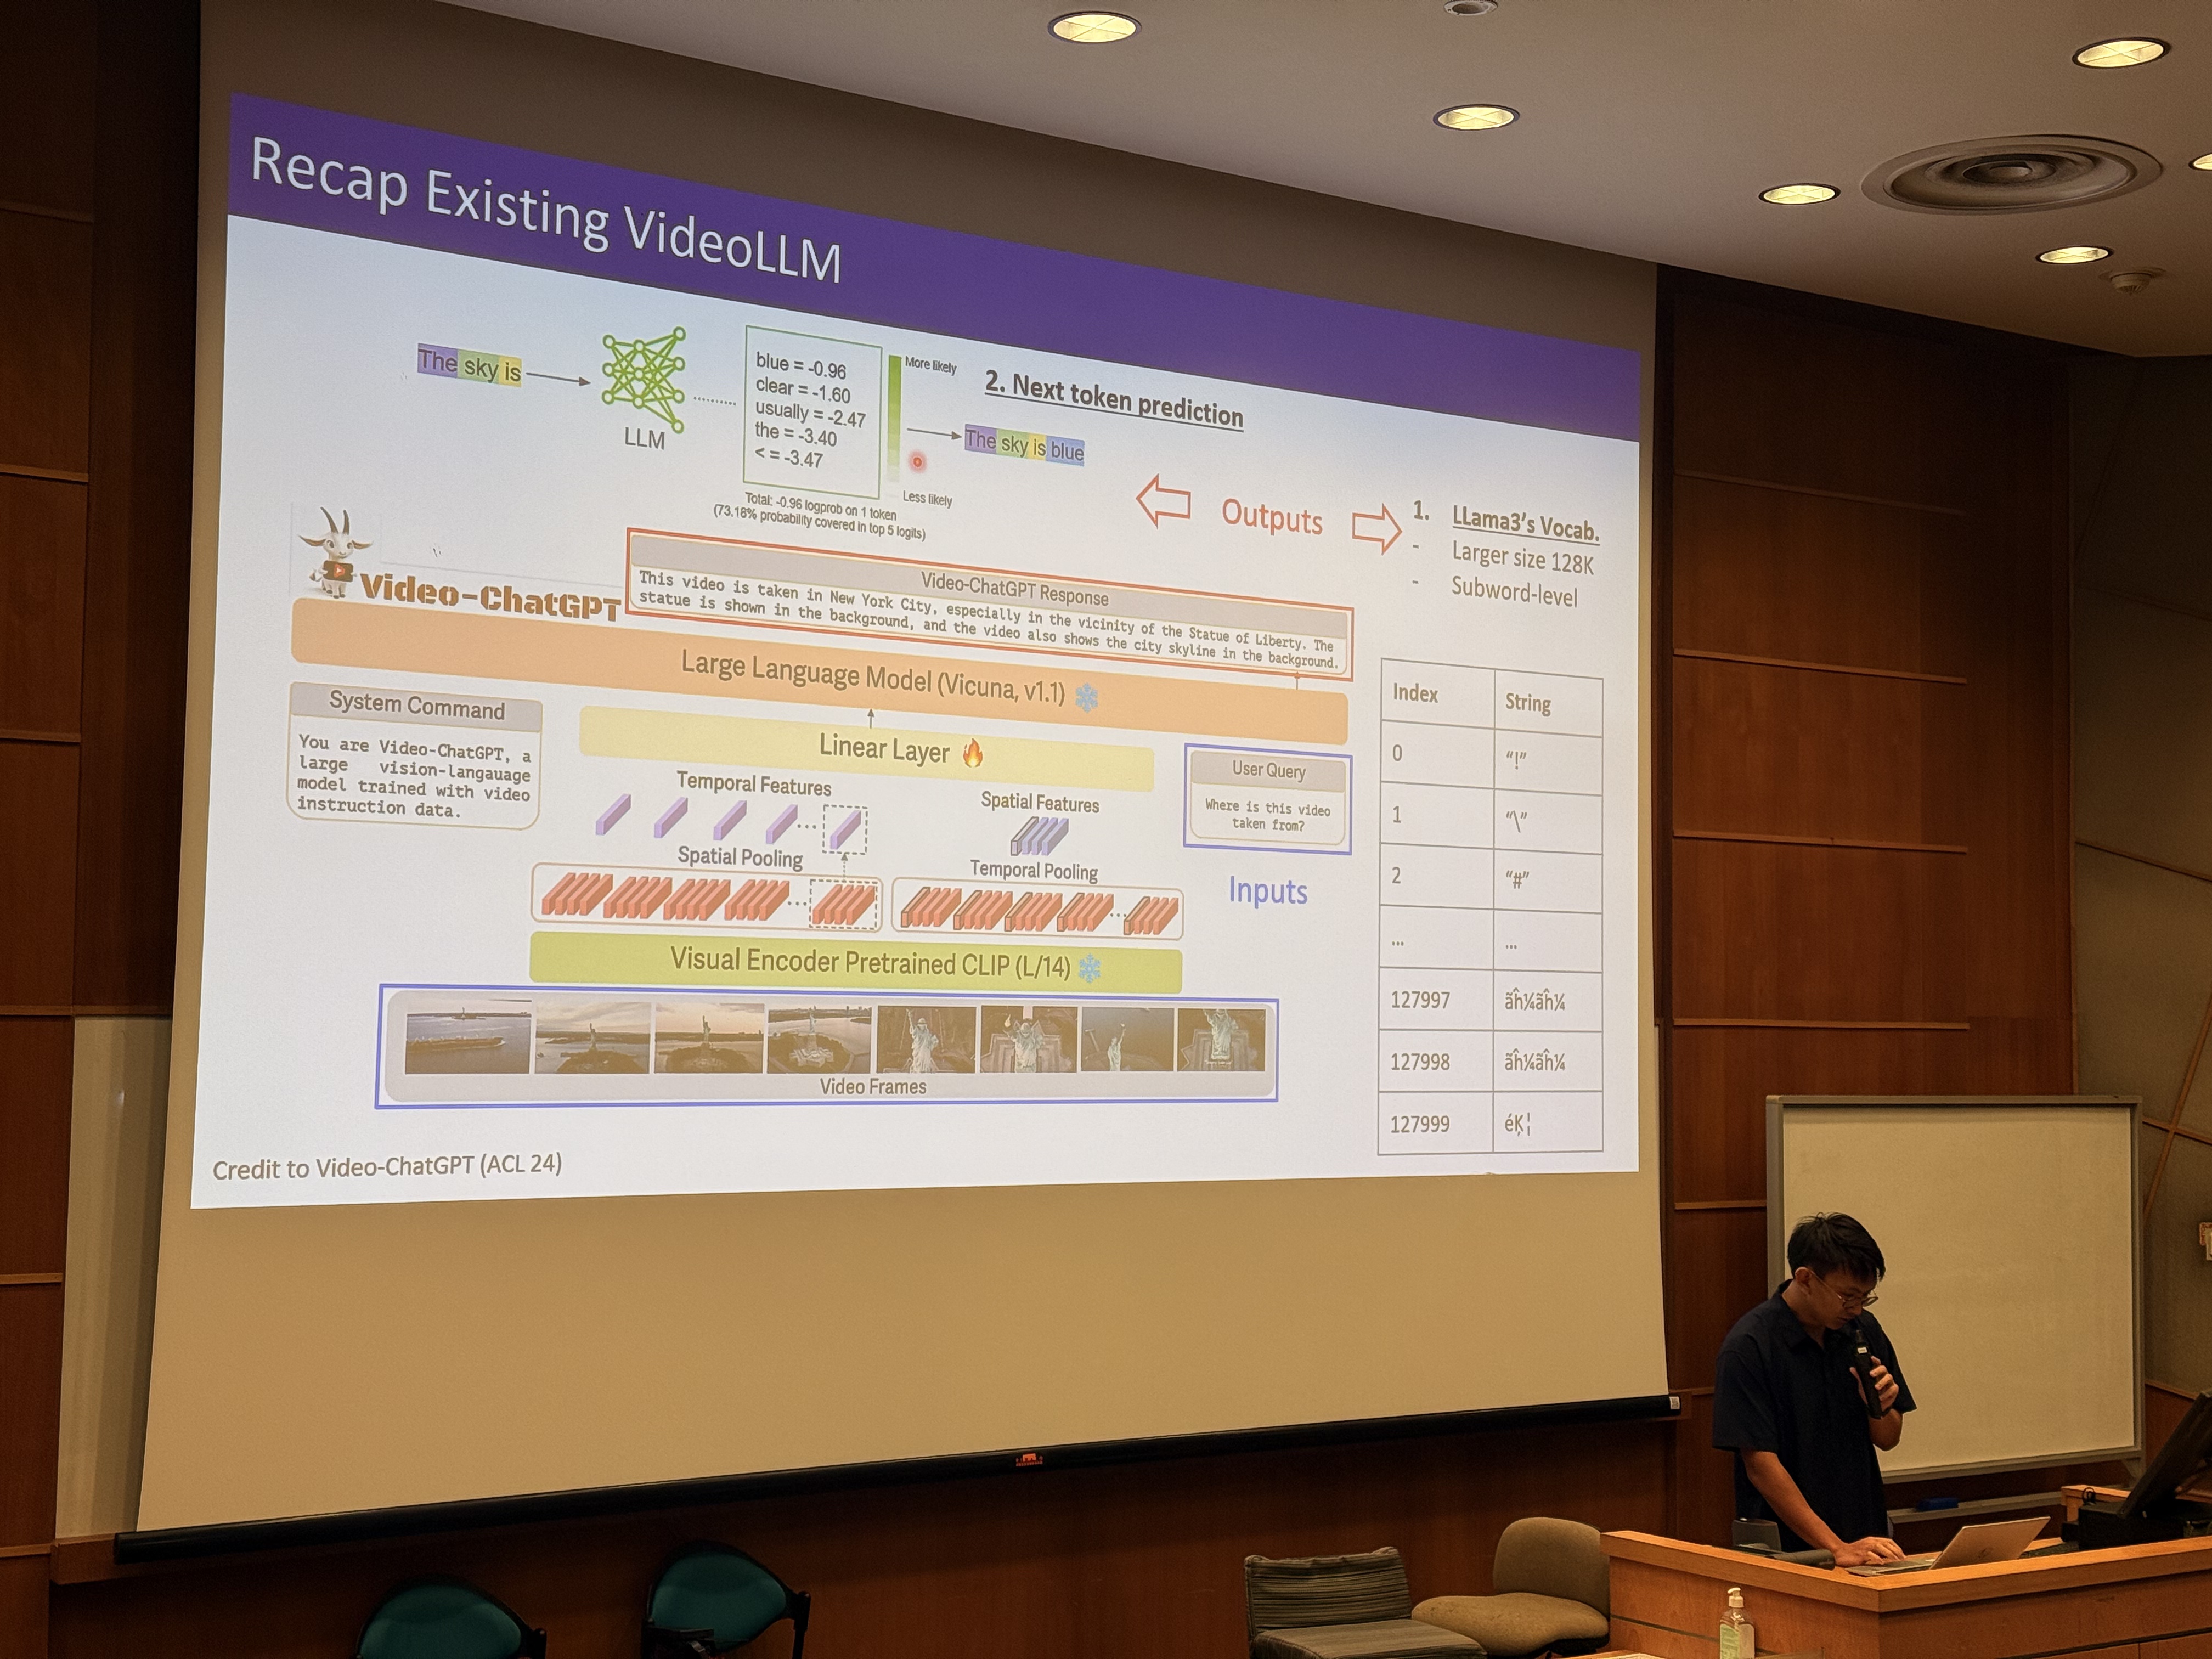 Recap Existing VideoLLM
The sky is
LLM
blue = -0.96
clear = -1.60
usually = -2.47
the = -3.40
< = -3.47
More likely
Less likely
Total: -0.96 logprob on 1 token
(73.18% probability covered in top 5 logits)
2. Next token prediction
The sky is blue
Outputs
1. LLama3's Vocab.
- Larger size 128K
- Subword-level
Video-ChatGPT
Video-ChatGPT Response
This video is taken in New York City, especially in the vicinity of the Statue of Liberty. The
statue is shown in the background, and the video also shows the city skyline in the background.
Large Language Model (Vicuna, v1.1)
System Command
You are Video-ChatGPT, a
large vision-langauage
model trained with video
instruction data.
Linear Layer
Temporal Features
Spatial Features
Spatial Pooling
Temporal Pooling
User Query
Where is this video
taken from?
Inputs
Visual Encoder Pretrained CLIP (L/14)
Video Frames
Index String
0 “!”
1 “\”
2 “#”
... ...
127997 ãĥ¼ãĥ¼
127998 ãĥ¼ãĥ¼
127999 éĶ¦
Credit to Video-ChatGPT (ACL 24)